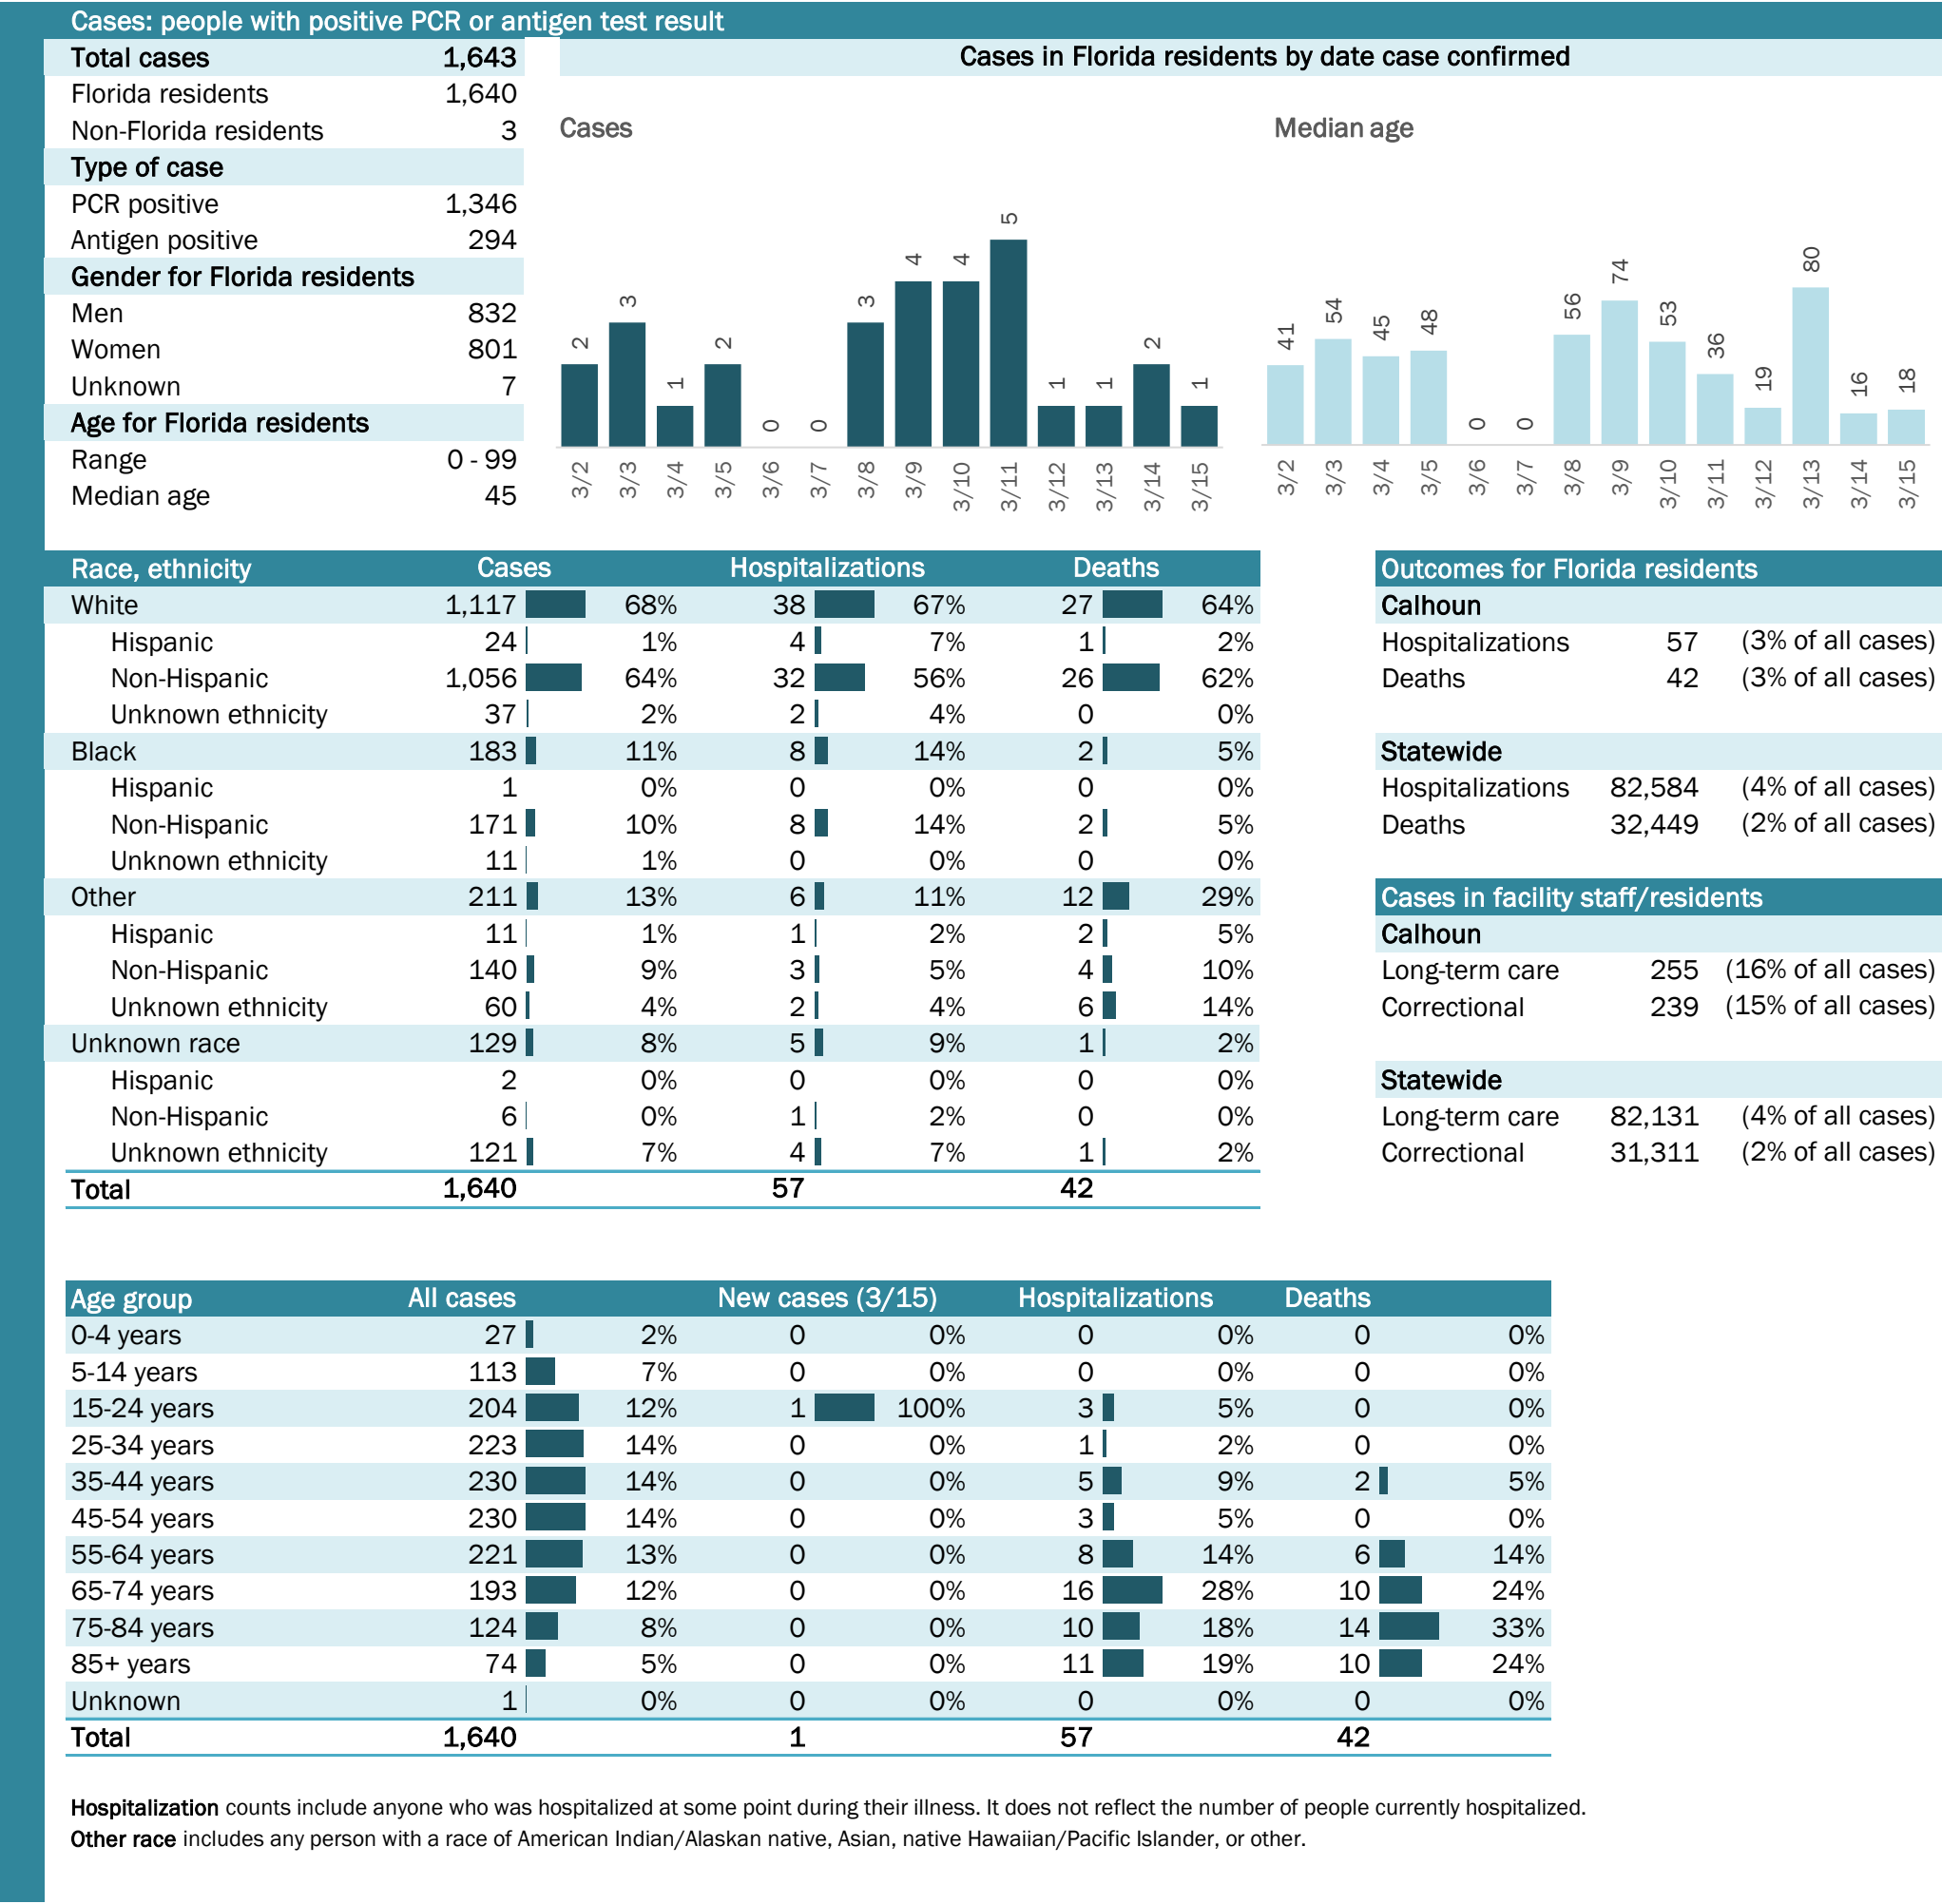 Cases: people with positive PCR or antigen test result
Total cases 1,643
Florida residents 1,640
Non-Florida residents 3
Type of case
PCR positive 1,346
Antigen positive 294
Gender for Florida residents
Men 832
Women 801
Unknown 7
Age for Florida residents
Range 0 - 99
Median age 45
Cases in Florida residents by date case confirmed
Cases
2 3 1 2 0 0 3 4 4 5 1 1 2 1
3/2 3/3 3/4 3/5 3/6 3/7 3/8 3/9 3/10 3/11 3/12 3/13 3/14 3/15
Median age
41 54 45 48 0 0 56 74 53 36 19 80 16 18
3/2 3/3 3/4 3/5 3/6 3/7 3/8 3/9 3/10 3/11 3/12 3/13 3/14 3/15
Race, ethnicity Cases Hospitalizations Deaths
White 1,117 68% 38 67% 27 64%
Hispanic 24 1% 4 7% 1 2%
Non-Hispanic 1,056 64% 32 56% 26 62%
Unknown ethnicity 37 2% 2 4% 0 0%
Black 183 11% 8 14% 2 5%
Hispanic 1 0% 0 0% 0 0%
Non-Hispanic 171 10% 8 14% 2 5%
Unknown ethnicity 11 1% 0 0% 0 0%
Other 211 13% 6 11% 12 29%
Hispanic 11 1% 1 2% 2 5%
Non-Hispanic 140 9% 3 5% 4 10%
Unknown ethnicity 60 4% 2 4% 6 14%
Unknown race 129 8% 5 9% 1 2%
Hispanic 2 0% 0 0% 0 0%
Non-Hispanic 6 0% 1 2% 0 0%
Unknown ethnicity 121 7% 4 7% 1 2%
Total 1,640 57 42
Outcomes for Florida residents
Calhoun
Hospitalizations 57 (3% of all cases)
Deaths 42 (3% of all cases)
Statewide
Hospitalizations 82,584 (4% of all cases)
Deaths 32,449 (2% of all cases)
Cases in facility staff/residents
Calhoun
Long-term care 255 (16% of all cases)
Correctional 239 (15% of all cases)
Statewide
Long-term care 82,131 (4% of all cases)
Correctional 31,311 (2% of all cases)
Age group All cases New cases (3/15) Hospitalizations Deaths
0-4 years 27 2% 0 0% 0 0% 0 0%
5-14 years 113 7% 0 0% 0 0% 0 0%
15-24 years 204 12% 1 100% 3 5% 0 0%
25-34 years 223 14% 0 0% 1 2% 0 0%
35-44 years 230 14% 0 0% 5 9% 2 5%
45-54 years 230 14% 0 0% 3 5% 0 0%
55-64 years 221 13% 0 0% 8 14% 6 14%
65-74 years 193 12% 0 0% 16 28% 10 24%
75-84 years 124 8% 0 0% 10 18% 14 33%
85+ years 74 5% 0 0% 11 19% 10 24%
Unknown 1 0% 0 0% 0 0% 0 0%
Total 1,640 1 57 42
Hospitalization counts include anyone who was hospitalized at some point during their illness. It does not reflect the number of people currently hospitalized.
Other race includes any person with a race of American Indian/Alaskan native, Asian, native Hawaiian/Pacific Islander, or other.